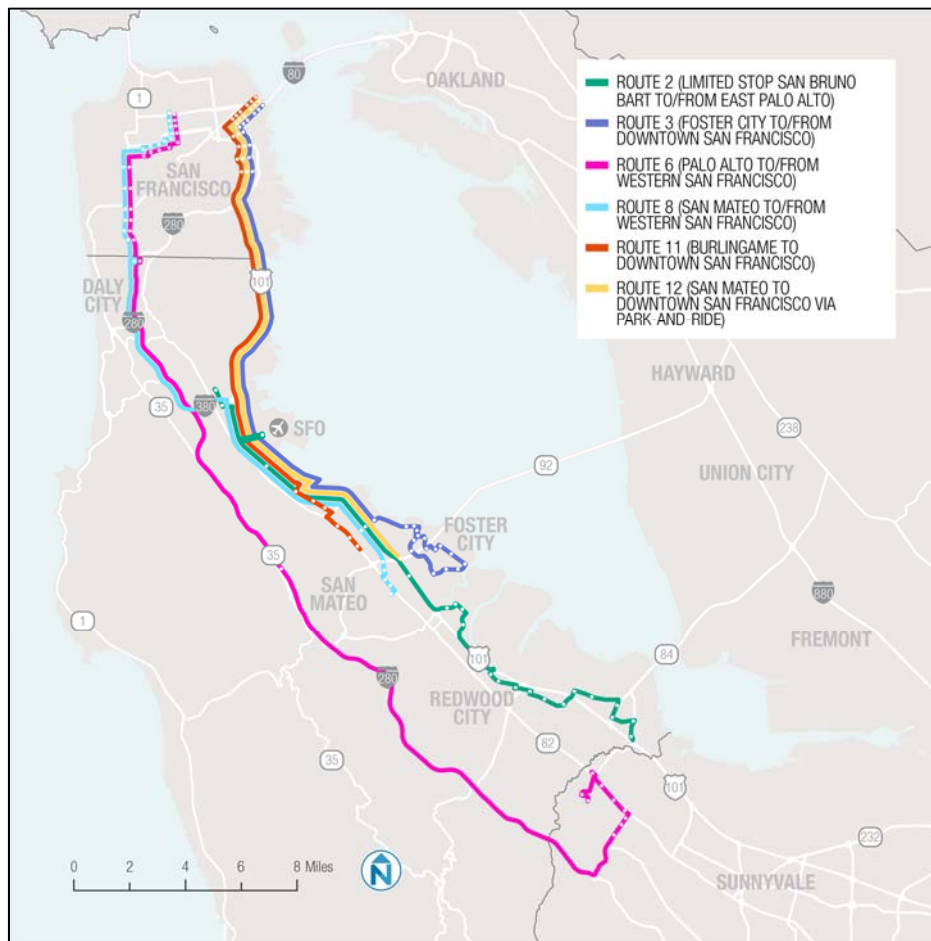 80
OAKLAND
1
SAN
FRANCISCO
280
101
DALY
CITY
280
35
380
SFO
92
HAYWARD
238
UNION CITY
FOSTER
CITY
35
SAN
MATEO
1
880
FREMONT
84
101
280
REDWOOD
CITY
82
35
101
232
SUNNYVALE
ROUTE 2 (LIMITED STOP SAN BRUNO
BART TO/FROM EAST PALO ALTO)
ROUTE 3 (FOSTER CITY TO/FROM
DOWNTOWN SAN FRANCISCO)
ROUTE 6 (PALO ALTO TO/FROM
WESTERN SAN FRANCISCO)
ROUTE 8 (SAN MATEO TO/FROM
WESTERN SAN FRANCISCO)
ROUTE 11 (BURLINGAME TO
DOWNTOWN SAN FRANCISCO)
ROUTE 12 (SAN MATEO TO
DOWNTOWN SAN FRANCISCO VIA
PARK-AND-RIDE)
0 2 4 6 8 Miles
N